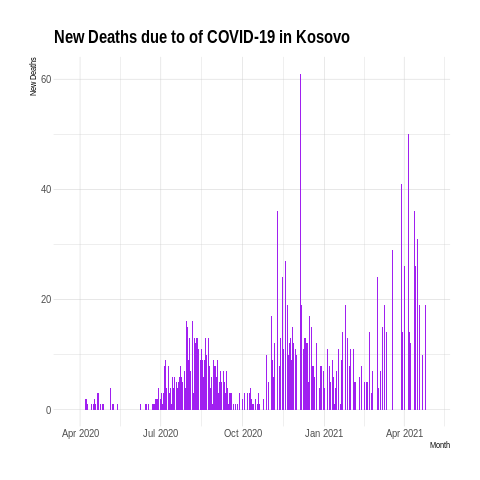 New Deaths due to of COVID-19 in Kosovo
New Deaths
60
40
20
0
Apr 2020 Jul 2020 Oct 2020 Jan 2021 Apr 2021
Month